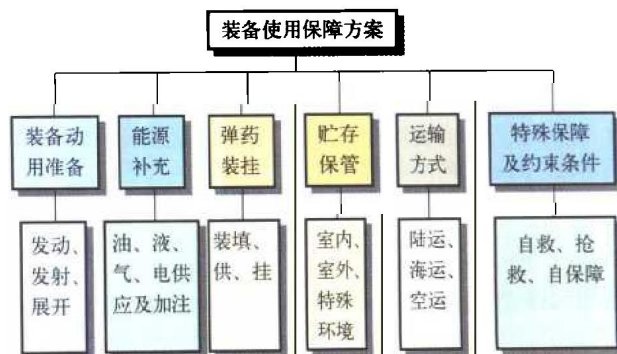 装备使用保障方案
装备动
用准备
能源
补充
弹药
装挂
贮存
保管
运输
方式
特殊保障
及约束条件
发动、
发射、
展开
油、液、
气、电供
应及加注
装填、
供、挂
室内、
室外、
特殊
环境
陆运、
海运、
空运
自救、抢
救、自保障